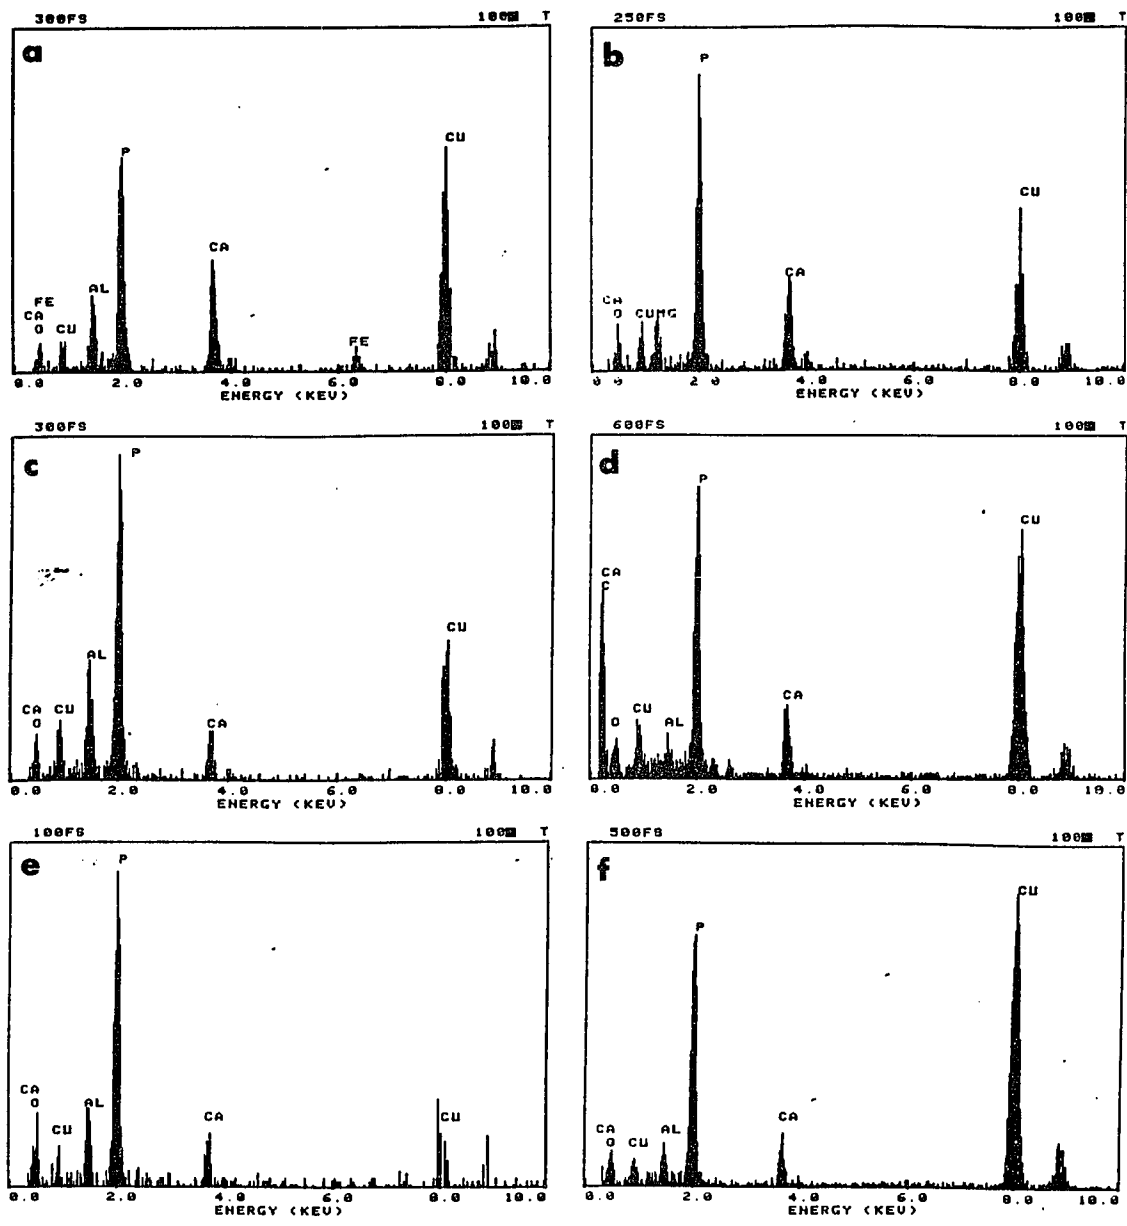 300FS 100 T
a
P
CU
CA
AL
FE
CA
O
CU
FE
0.0 2.0 4.0 6.0 8.0 10.0
ENERGY (KEV)
250FS 100 T
b
P
CU
CA
CA
O
CU MG
0 0 2 0 4.0 6.0 8.0 10.0
ENERGY (KEV)
300FS 100 T
c
P
CU
AL
CA
O
CU
CA
0.0 2.0 4.0 6.0 8.0 10.0
ENERGY (KEV)
600FS 100 T
d
P
CU
CA
C
CA
O
CU
AL
0.0 2.0 4.0 6.0 8.0 10.0
ENERGY (KEV)
100FS 100 T
e
P
CA
O
CU
AL
CA
CU
0.0 2.0 4.0 6.0 8.0 10.0
ENERGY (KEV)
500FS 100 T
f
CU
P
CA
O
CU
AL
CA
0.0 2.0 4.0 6.0 8.0 10.0
ENERGY (KEV)